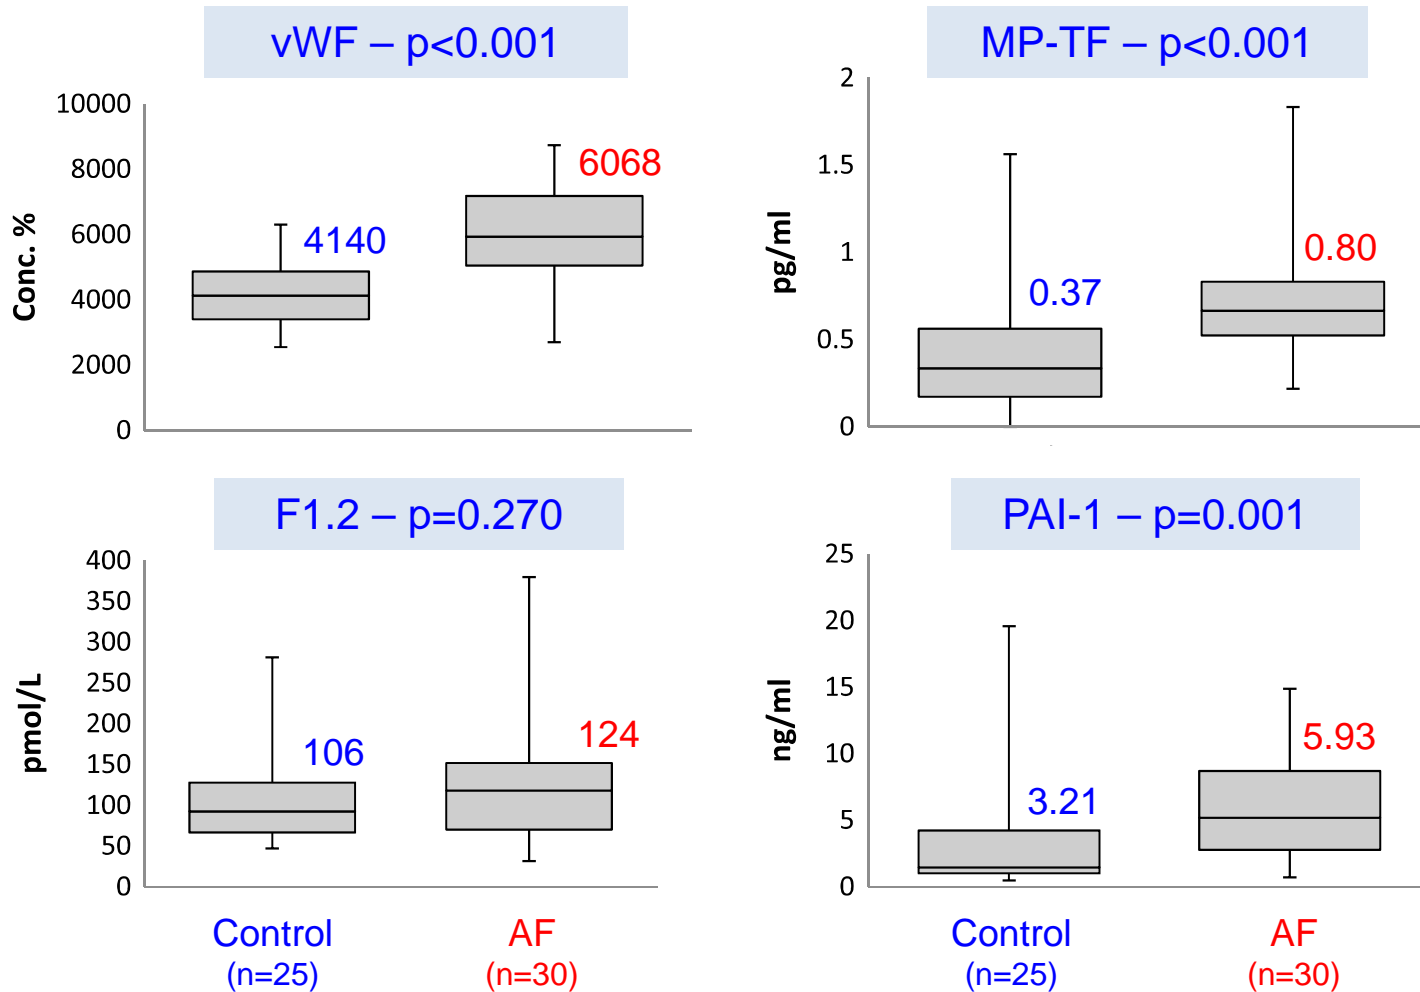 vWF – p<0.001
Conc. %
10000
8000
6000
4000
2000
0
4140
6068
MP-TF – p<0.001
pg/ml
2
1.5
1
0.5
0
0.37
0.80
F1.2 – p=0.270
pmol/L
400
350
300
250
200
150
100
50
0
106
124
PAI-1 – p=0.001
ng/ml
25
20
15
10
5
0
3.21
5.93
Control
(n=25)
AF
(n=30)
Control
(n=25)
AF
(n=30)